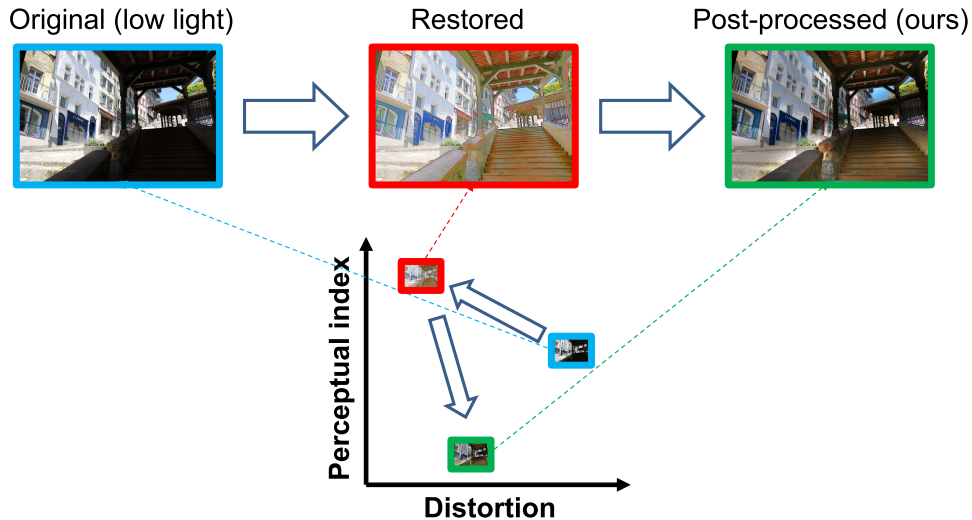 Original (low light)
Restored
Post-processed (ours)
Perceptual index
Distortion